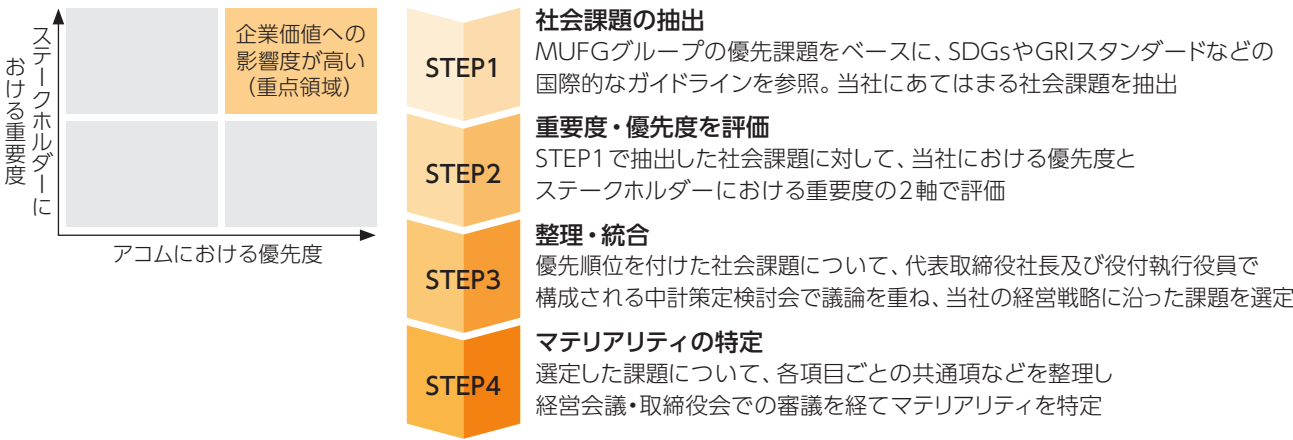 ステークホルダーに
おける重要度
企業価値への
影響度が高い
（重点領域）
アコムにおける優先度
STEP1
社会課題の抽出
MUFGグループの優先課題をベースに、SDGsやGRIスタンダードなどの
国際的なガイドラインを参照。当社にあてはまる社会課題を抽出
STEP2
重要度・優先度を評価
STEP1で抽出した社会課題に対して、当社における優先度と
ステークホルダーにおける重要度の2軸で評価
STEP3
整理・統合
優先順位を付けた社会課題について、代表取締役社長及び役付執行役員で
構成される中計策定検討会で議論を重ね、当社の経営戦略に沿った課題を選定
STEP4
マテリアリティの特定
選定した課題について、各項目ごとの共通項などを整理し
経営会議・取締役会での審議を経てマテリアリティを特定